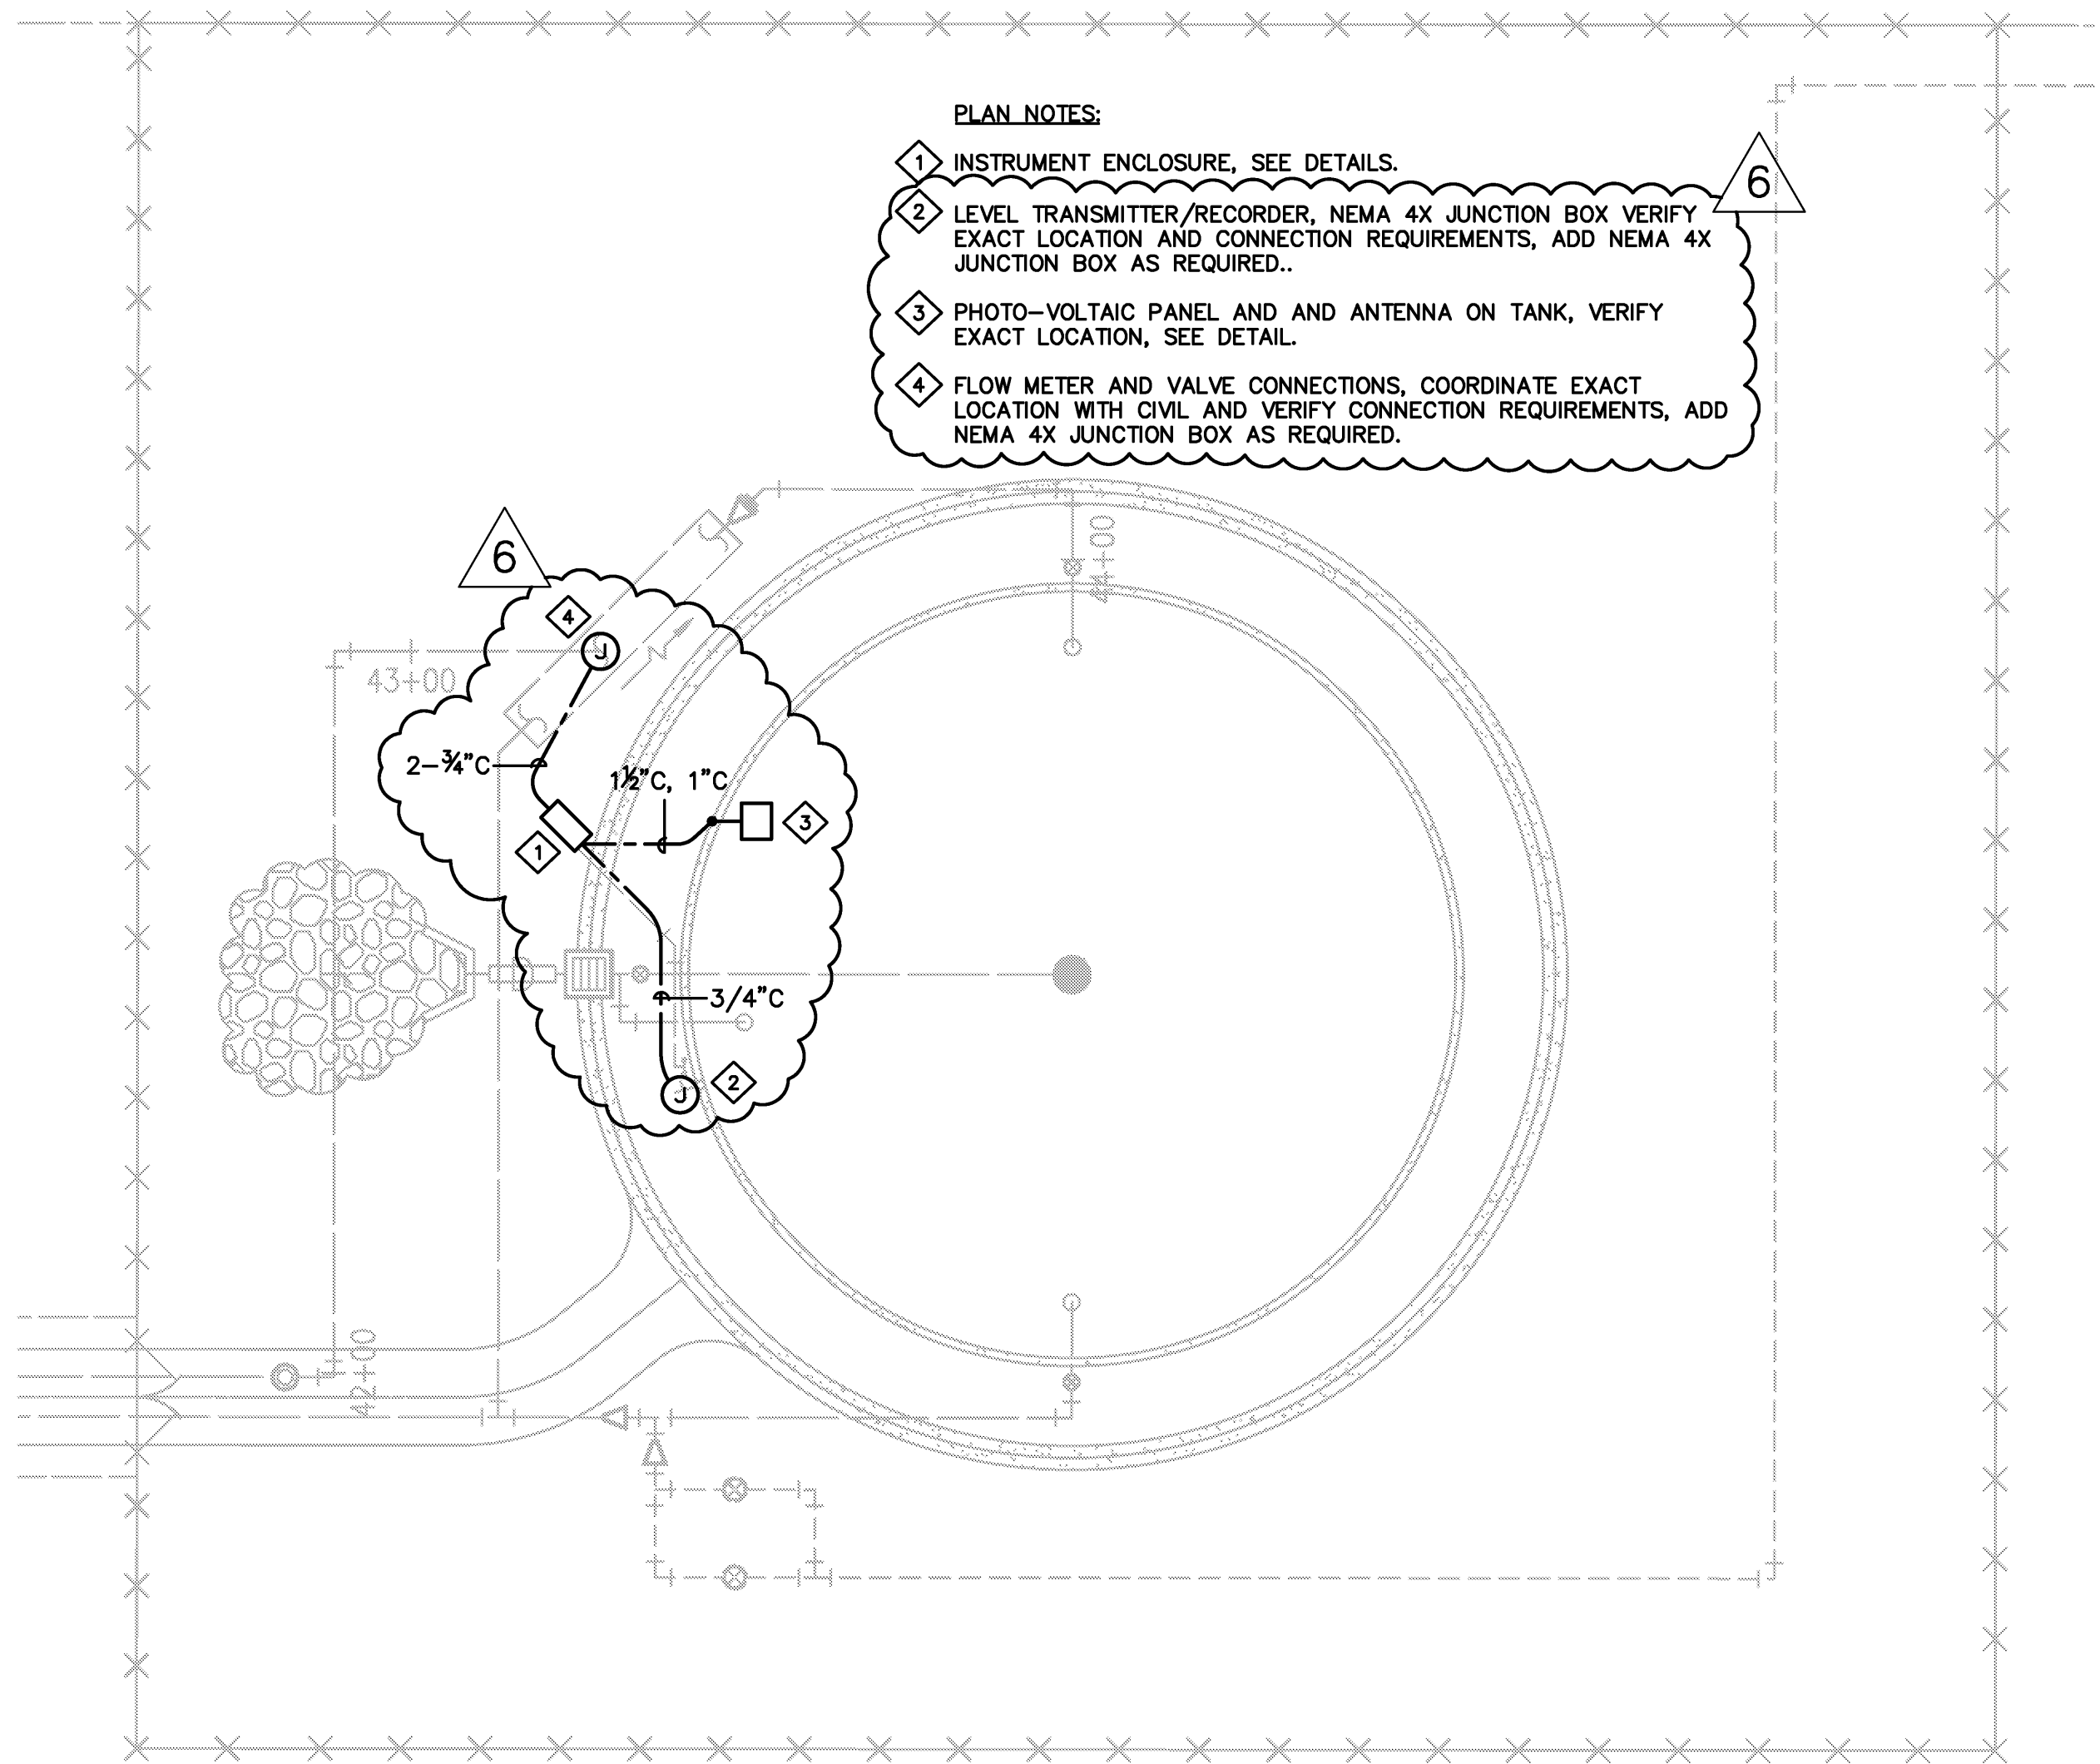 PLAN NOTES:
1 INSTRUMENT ENCLOSURE, SEE DETAILS.
6
2 LEVEL TRANSMITTER/RECORDER, NEMA 4X JUNCTION BOX VERIFY
EXACT LOCATION AND CONNECTION REQUIREMENTS, ADD NEMA 4X
JUNCTION BOX AS REQUIRED..
3 PHOTO-VOLTAIC PANEL AND AND ANTENNA ON TANK, VERIFY
EXACT LOCATION, SEE DETAIL.
4 FLOW METER AND VALVE CONNECTIONS, COORDINATE EXACT
LOCATION WITH CIVIL AND VERIFY CONNECTION REQUIREMENTS, ADD
NEMA 4X JUNCTION BOX AS REQUIRED.
44+00
6
4
J
43+00
2-¾"C
1½"C, 1"C
3
1
3/4"C
2
J
42+00